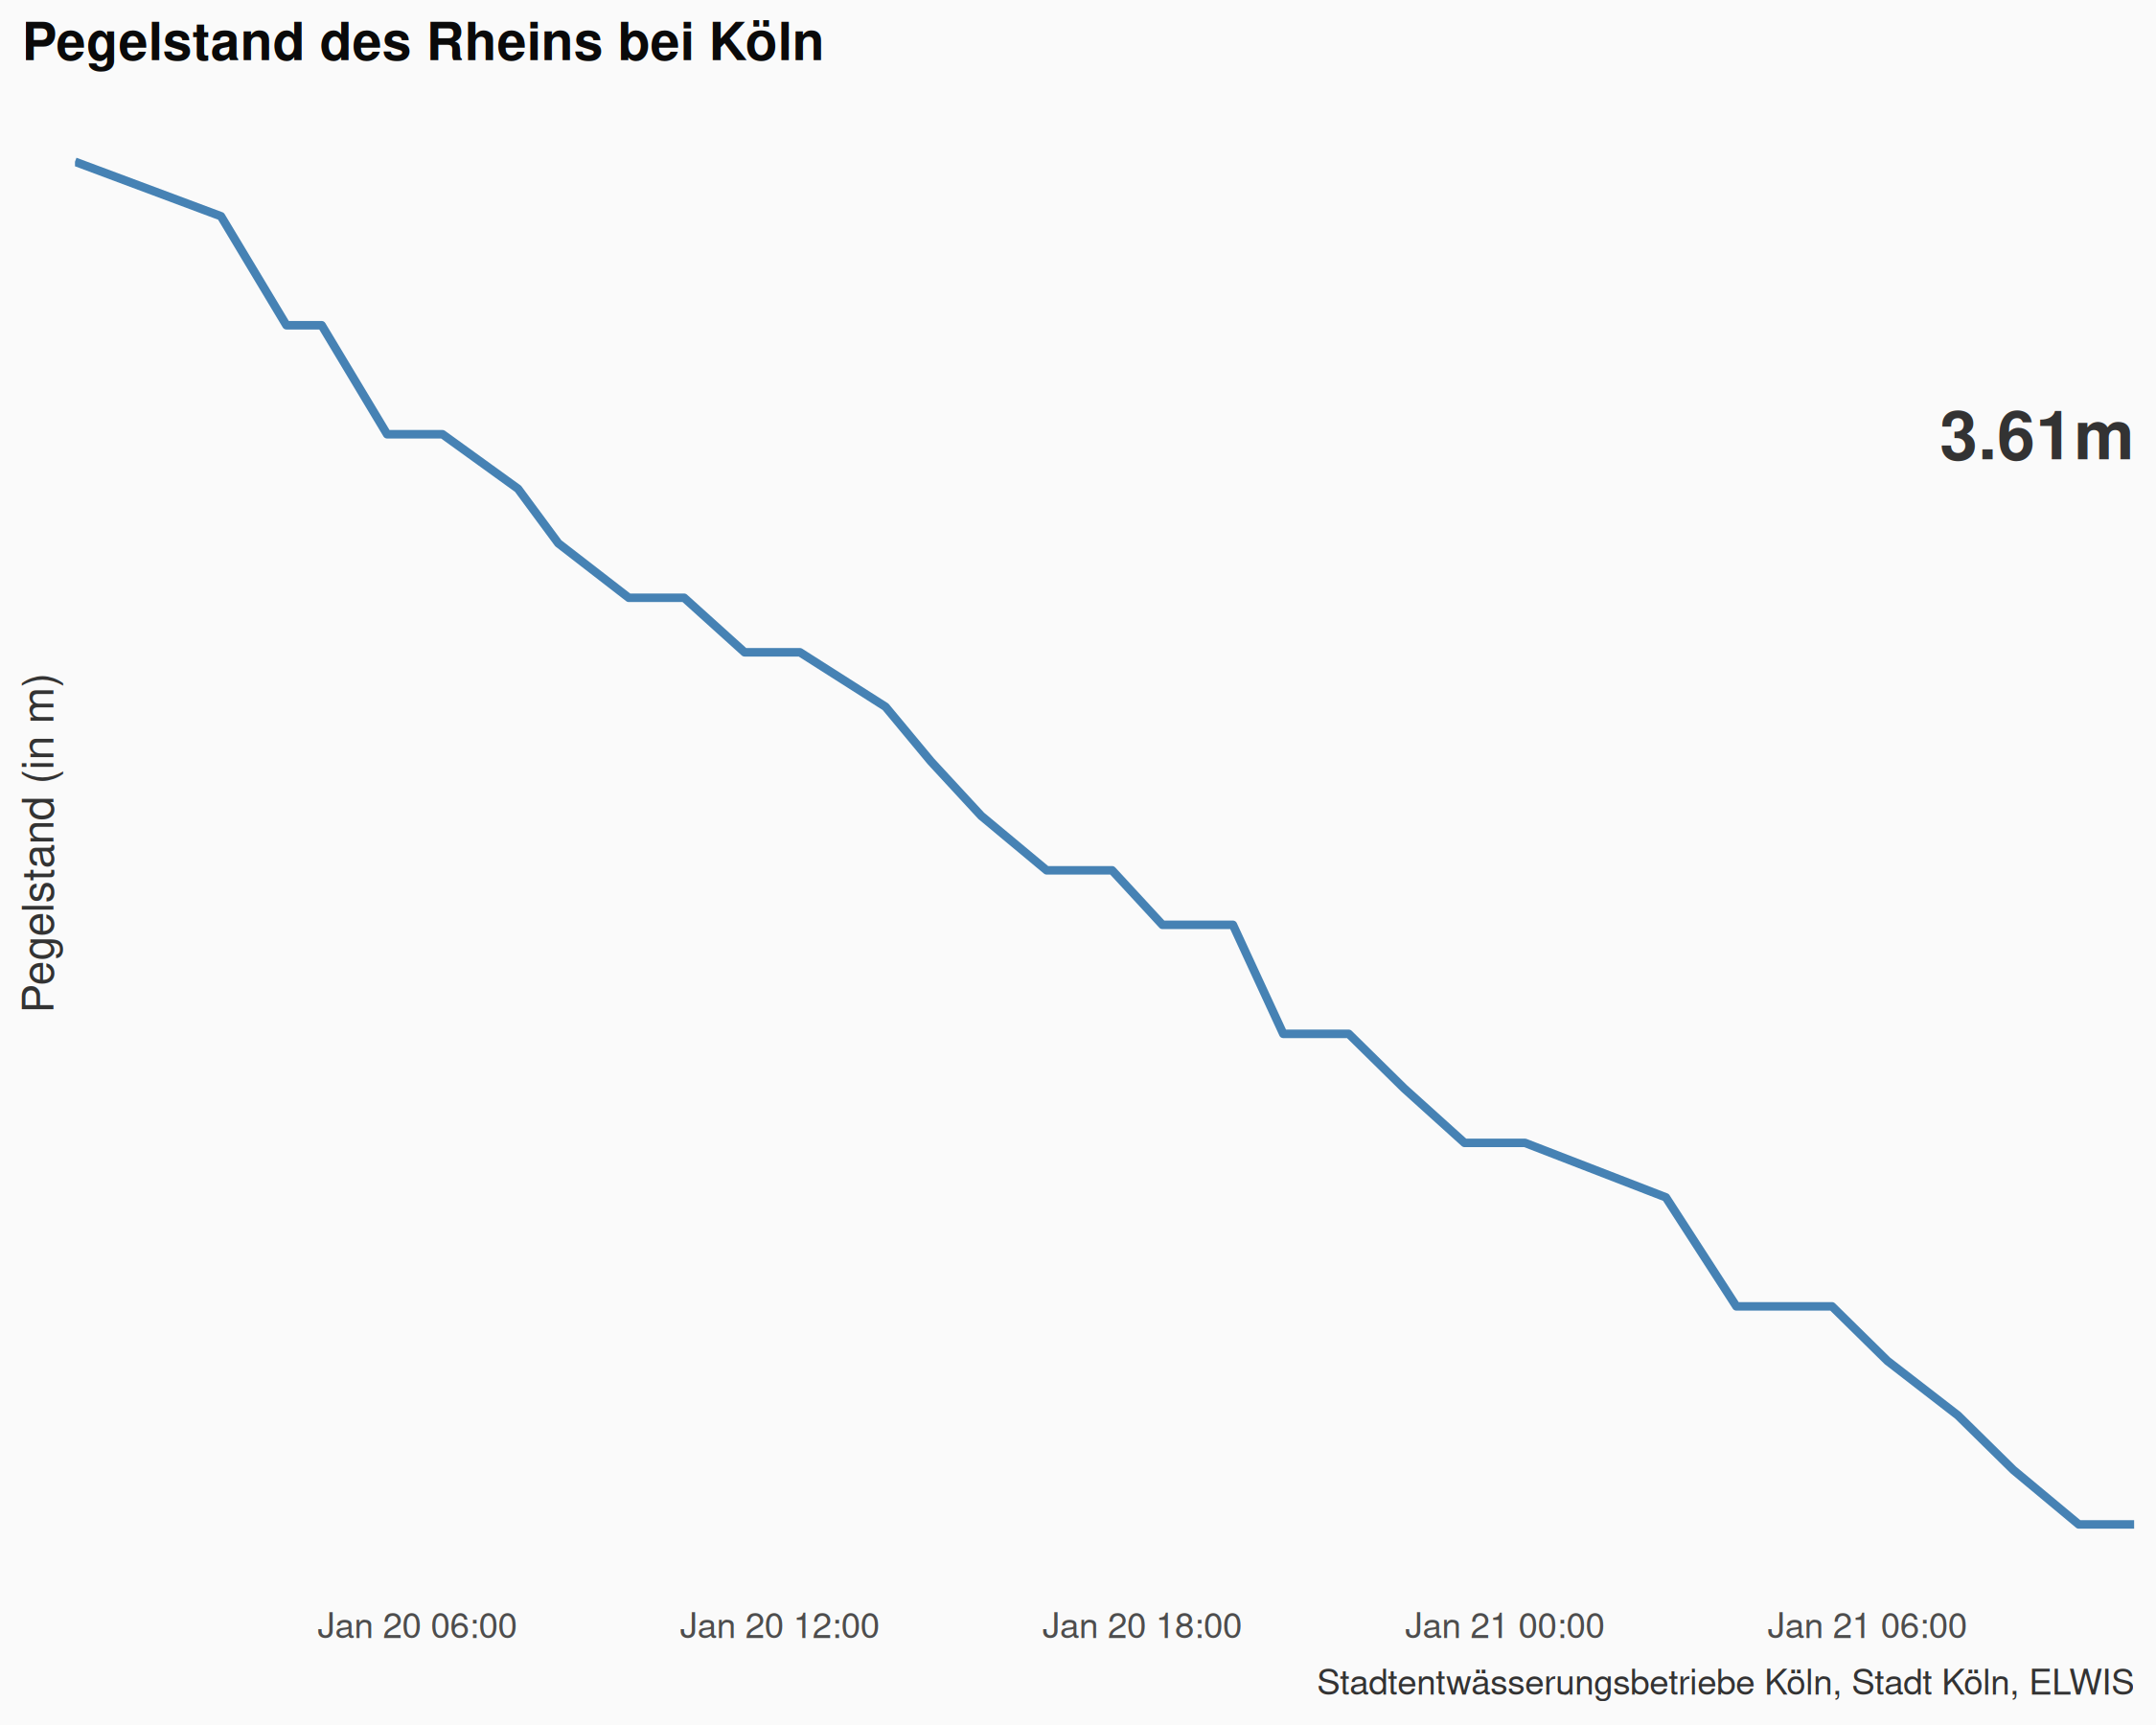 Pegelstand des Rheins bei Köln
3.61m
Pegelstand (in m)
Jan 20 06:00
Jan 20 12:00
Jan 20 18:00
Jan 21 00:00
Jan 21 06:00
Stadtentwässerungsbetriebe Köln, Stadt Köln, ELWIS